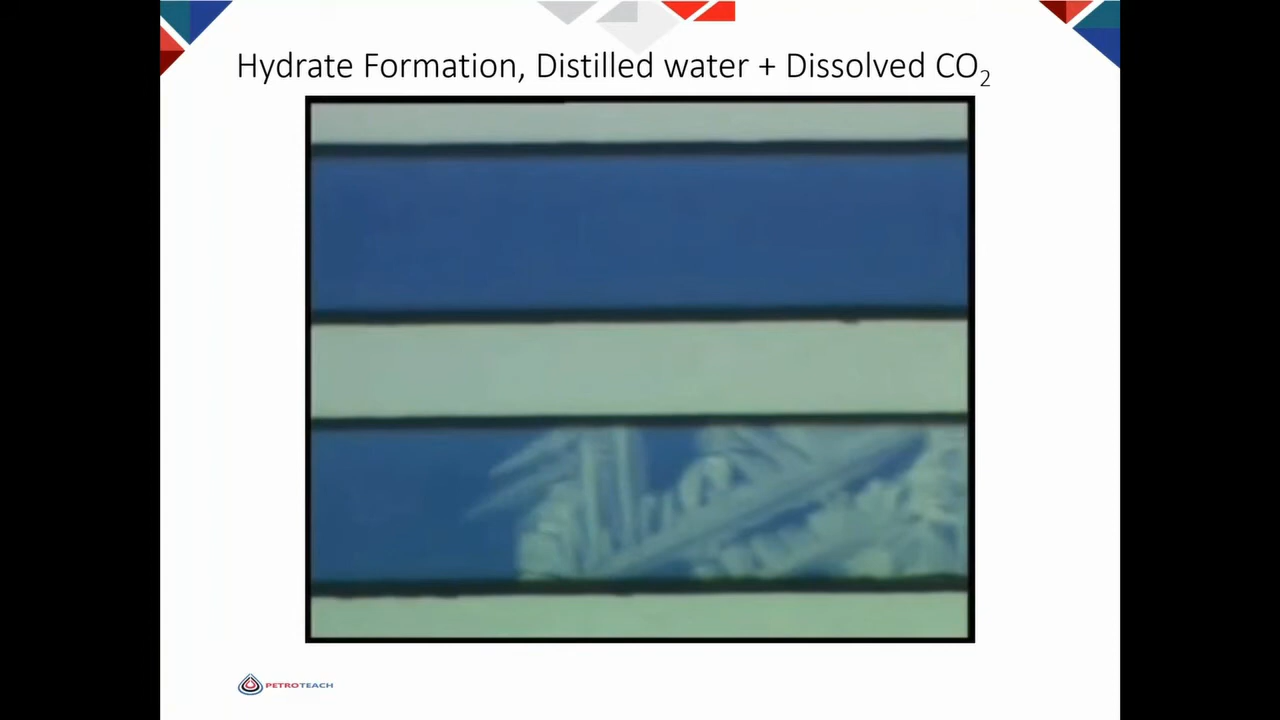 Hydrate Formation, Distilled water + Dissolved CO₂
PETROTEACH